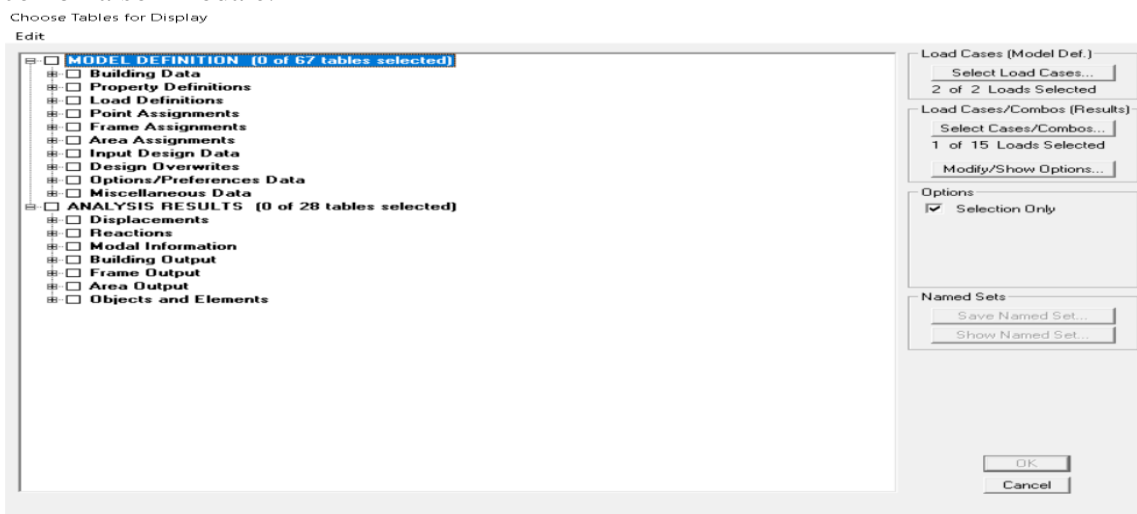 Choose Tables for Display
Edit
MODEL DEFINITION (0 of 67 tables selected)
Building Data
Property Definitions
Load Definitions
Point Assignments
Frame Assignments
Area Assignments
Input Design Data
Design Overwrites
Options/Preferences Data
Miscellaneous Data
ANALYSIS RESULTS (0 of 28 tables selected)
Displacements
Reactions
Modal Information
Building Output
Frame Output
Area Output
Objects and Elements
Load Cases (Model Def.)
Select Load Cases...
2 of 2 Loads Selected
Load Cases/Combos (Results)
Select Cases/Combos...
1 of 15 Loads Selected
Modify/Show Options...
Options
Selection Only
Named Sets
Save Named Set...
Show Named Set...
OK
Cancel